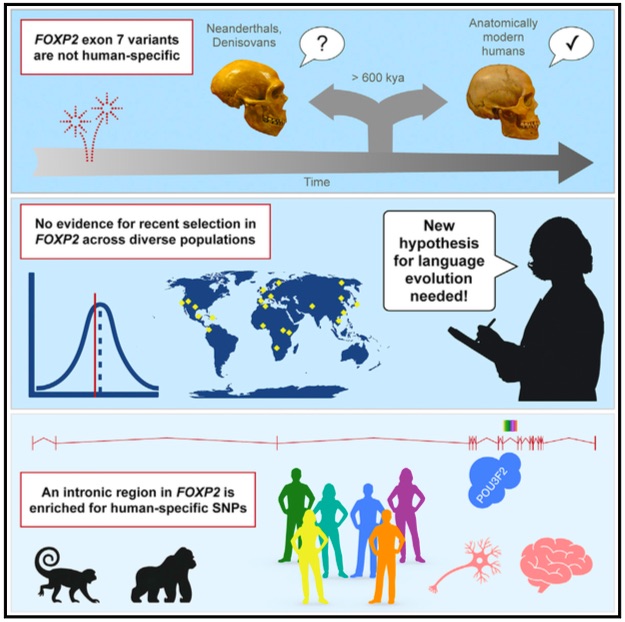 FOXP2 exon 7 variants
are not human-specific
Neanderthals,
Denisovans
?
> 600 kya
Anatomically
modern
humans
✓
Time
No evidence for recent selection in
FOXP2 across diverse populations
New
hypothesis
for language
evolution
needed!
An intronic region in FOXP2 is
enriched for human-specific SNPs
POU3F2